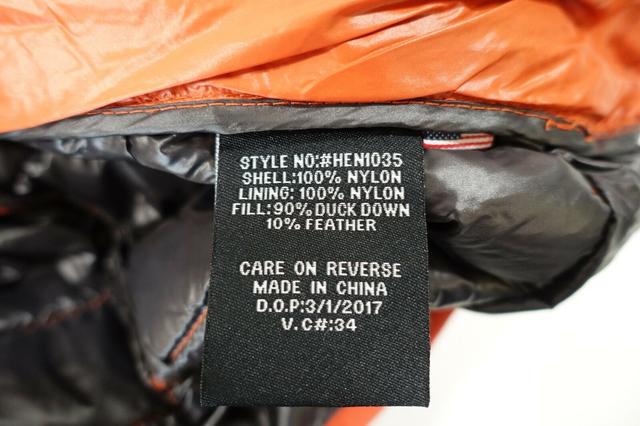 STYLE NO:#HEN1035
SHELL:100% NYLON
LINING: 100% NYLON
FILL:90% DUCK DOWN
10% FEATHER
CARE ON REVERSE
MADE IN CHINA
D.O.P:3/1/2017
V.C#:34